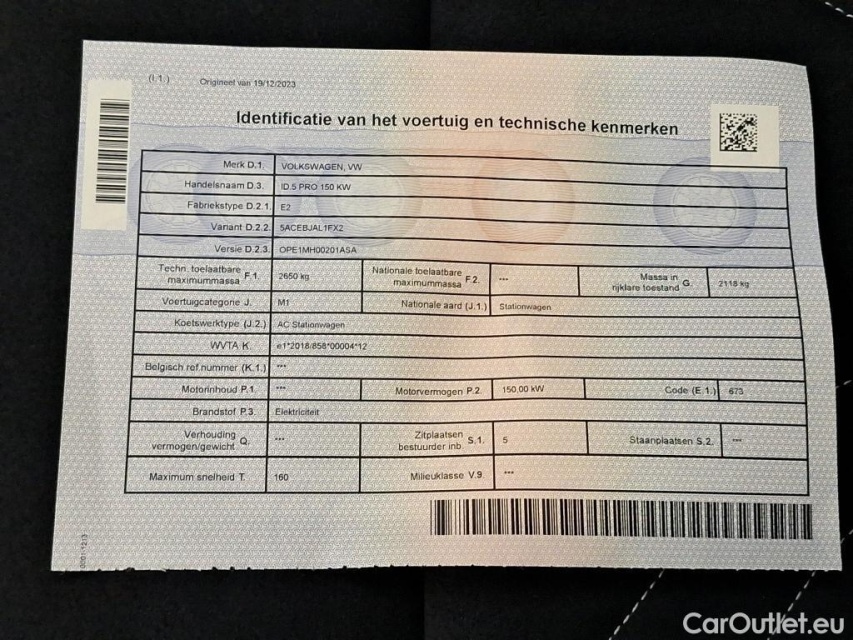 (I.1.) Origineel van 19/12/2023
Identificatie van het voertuig en technische kenmerken
Merk D.1. VOLKSWAGEN, VW
Handelsnaam D.3. ID.5 PRO 150 KW
Fabriekstype D.2.1. E2
Variant D.2.2. 5ACEBJAL1FX2
Versie D.2.3. OPE1MH00201ASA
Techn. toelaatbare maximummassa F.1. 2650 kg Nationale toelaatbare maximummassa F.2. *** Massa in rijklare toestand G. 2118 kg
Voertuigcategorie J. M1 Nationale aard (J.1.) Stationwagen
Koetswerktype (J.2.) AC Stationwagen
WVTA K. e1*2018/858*00004*12
Belgisch ref.nummer (K.1.) ***
Motorinhoud P.1. *** Motorvermogen P.2. 150,00 kW Code (E.1.) 673
Brandstof P.3. Elektriciteit
Verhouding vermogen/gewicht Q. *** Zitplaatsen bestuurder inb. S.1. 5 Staanplaatsen S.2. ***
Maximum snelheid T. 160 Milieuklasse V.9. ***
CarOutlet.eu